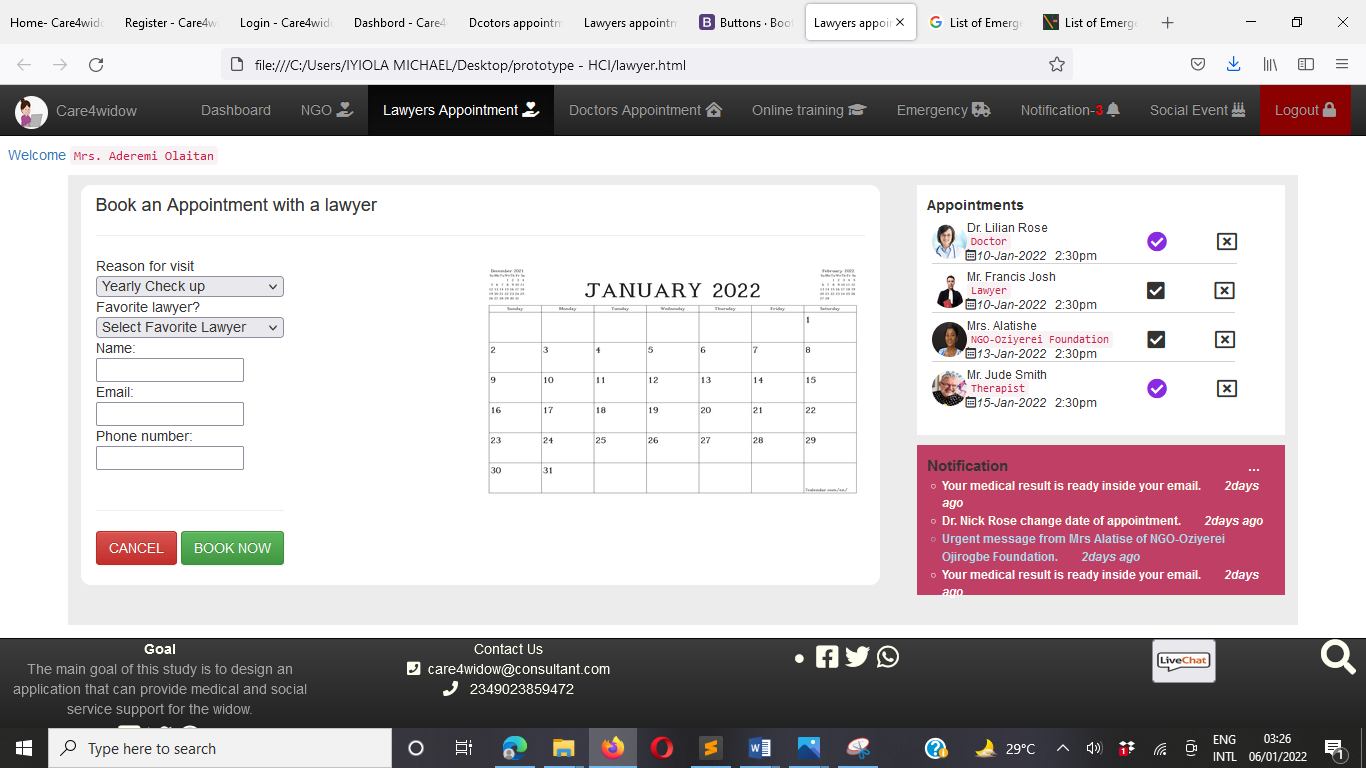 Home- Care4wido
Register - Care4w
Login - Care4wid
Dashbord - Care4
Dcotors appointm
Lawyers appointm
Buttons · Boo
Lawyers appoin
List of Emerge
List of Emerge
file:///C:/Users/IYIOLA MICHAEL/Desktop/prototype - HCI/lawyer.html
Care4widow Dashboard NGO Lawyers Appointment Doctors Appointment Online training Emergency Notification-3 Social Event Logout
Welcome Mrs. Aderemi Olaitan
Book an Appointment with a lawyer
Reason for visit
Yearly Check up
Favorite lawyer?
Select Favorite Lawyer
Name:
Email:
Phone number:
CANCEL BOOK NOW
December 2021
February 2022
JANUARY 2022
Sunday Monday Tuesday Wednesday Thursday Friday Saturday
1
2 3 4 5 6 7 8
9 10 11 12 13 14 15
16 17 18 19 20 21 22
23 24 25 26 27 28 29
30 31
Appointments
Dr. Lilian Rose
Doctor
10-Jan-2022 2:30pm
Mr. Francis Josh
Lawyer
10-Jan-2022 2:30pm
Mrs. Alatishe
NGO-Oziyerei Foundation
13-Jan-2022 2:30pm
Mr. Jude Smith
Therapist
15-Jan-2022 2:30pm
Notification ...
Your medical result is ready inside your email. 2days
ago
Dr. Nick Rose change date of appointment. 2days ago
Urgent message from Mrs Alatise of NGO-Oziyerei
Ojirogbe Foundation. 2days ago
Your medical result is ready inside your email. 2days
ago
Goal
The main goal of this study is to design an
application that can provide medical and social
service support for the widow.
Contact Us
care4widow@consultant.com
2349023859472
LiveChat
Type here to search
29°C
ENG
INTL
03:26
06/01/2022
1